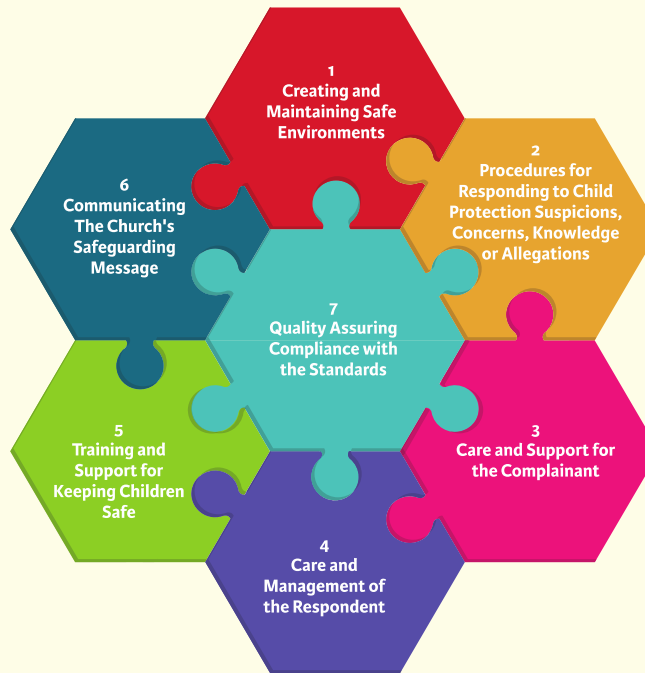 1
Creating and
Maintaining Safe
Environments
2
Procedures for
Responding to Child
Protection Suspicions,
Concerns, Knowledge
or Allegations
6
Communicating
The Church's
Safeguarding
Message
7
Quality Assuring
Compliance with
the Standards
3
Care and Support for
the Complainant
5
Training and
Support for
Keeping Children
Safe
4
Care and
Management of
the Respondent